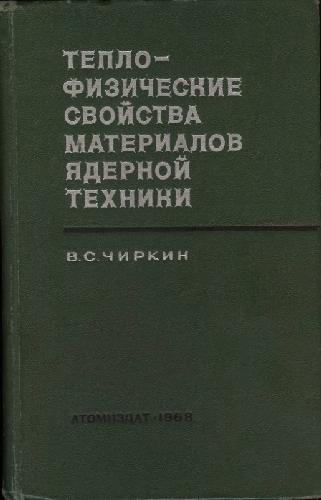 ТЕПЛО-
ФИЗИЧЕСКИЕ
СВОЙСТВА
МАТЕРИАЛОВ
ЯДЕРНОЙ
ТЕХНИКИ
В.С.ЧИРКИН
АТОМИЗДАТ·1968